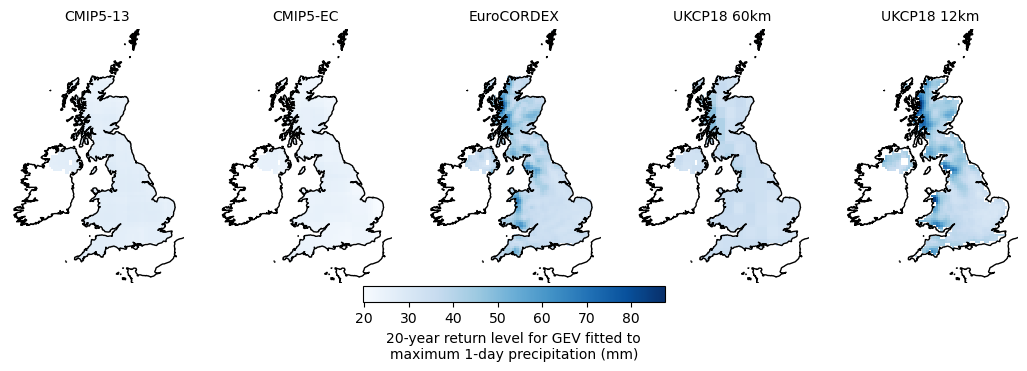 CMIP5-13 CMIP5-EC EuroCORDEX UKCP18 60km UKCP18 12km
20 30 40 50 60 70 80
20-year return level for GEV fitted to
maximum 1-day precipitation (mm)